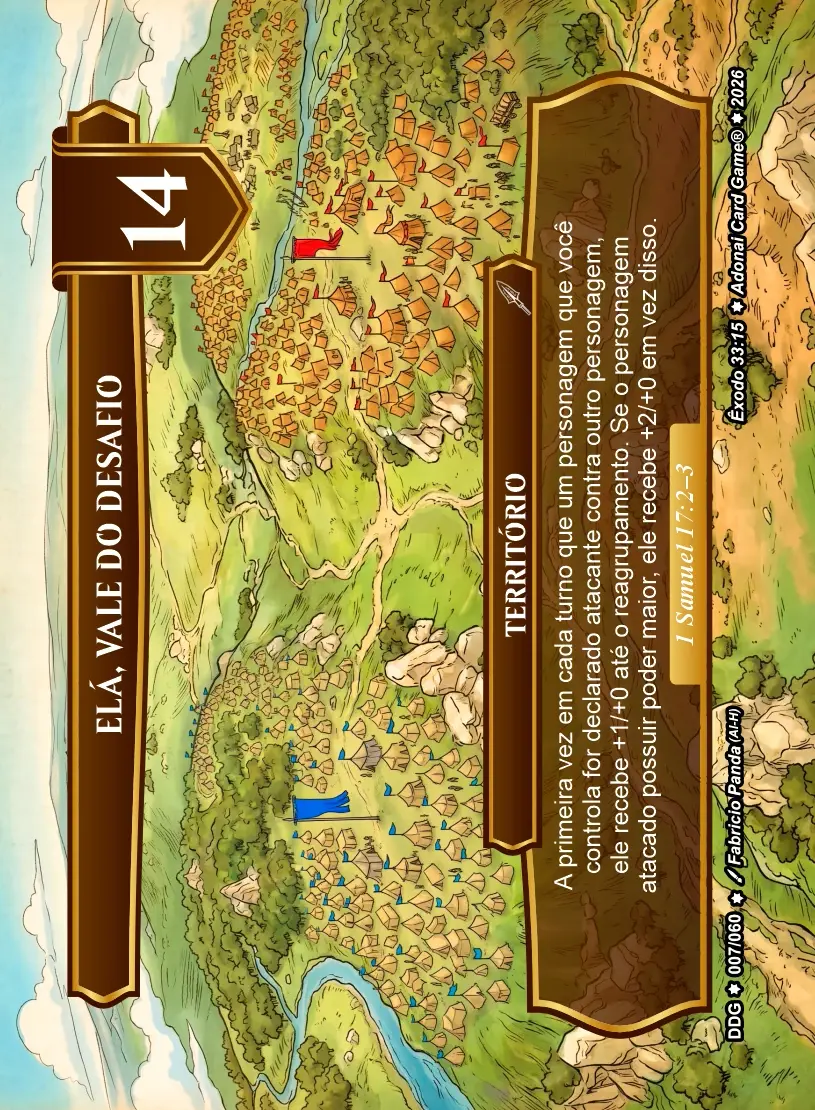 ELÁ, VALE DO DESAFIO
14
TERRITÓRIO
A primeira vez em cada turno que um personagem que você
controla for declarado atacante contra outro personagem,
ele recebe +1/+0 até o reagrupamento. Se o personagem
atacado possuir poder maior, ele recebe +2/+0 em vez disso.
1 Samuel 17:2–3
DDG ★ 007/060 ★ Fabricio Panda (AI-H)
Êxodo 33:15 ★ Adonai Card Game® ★ 2026